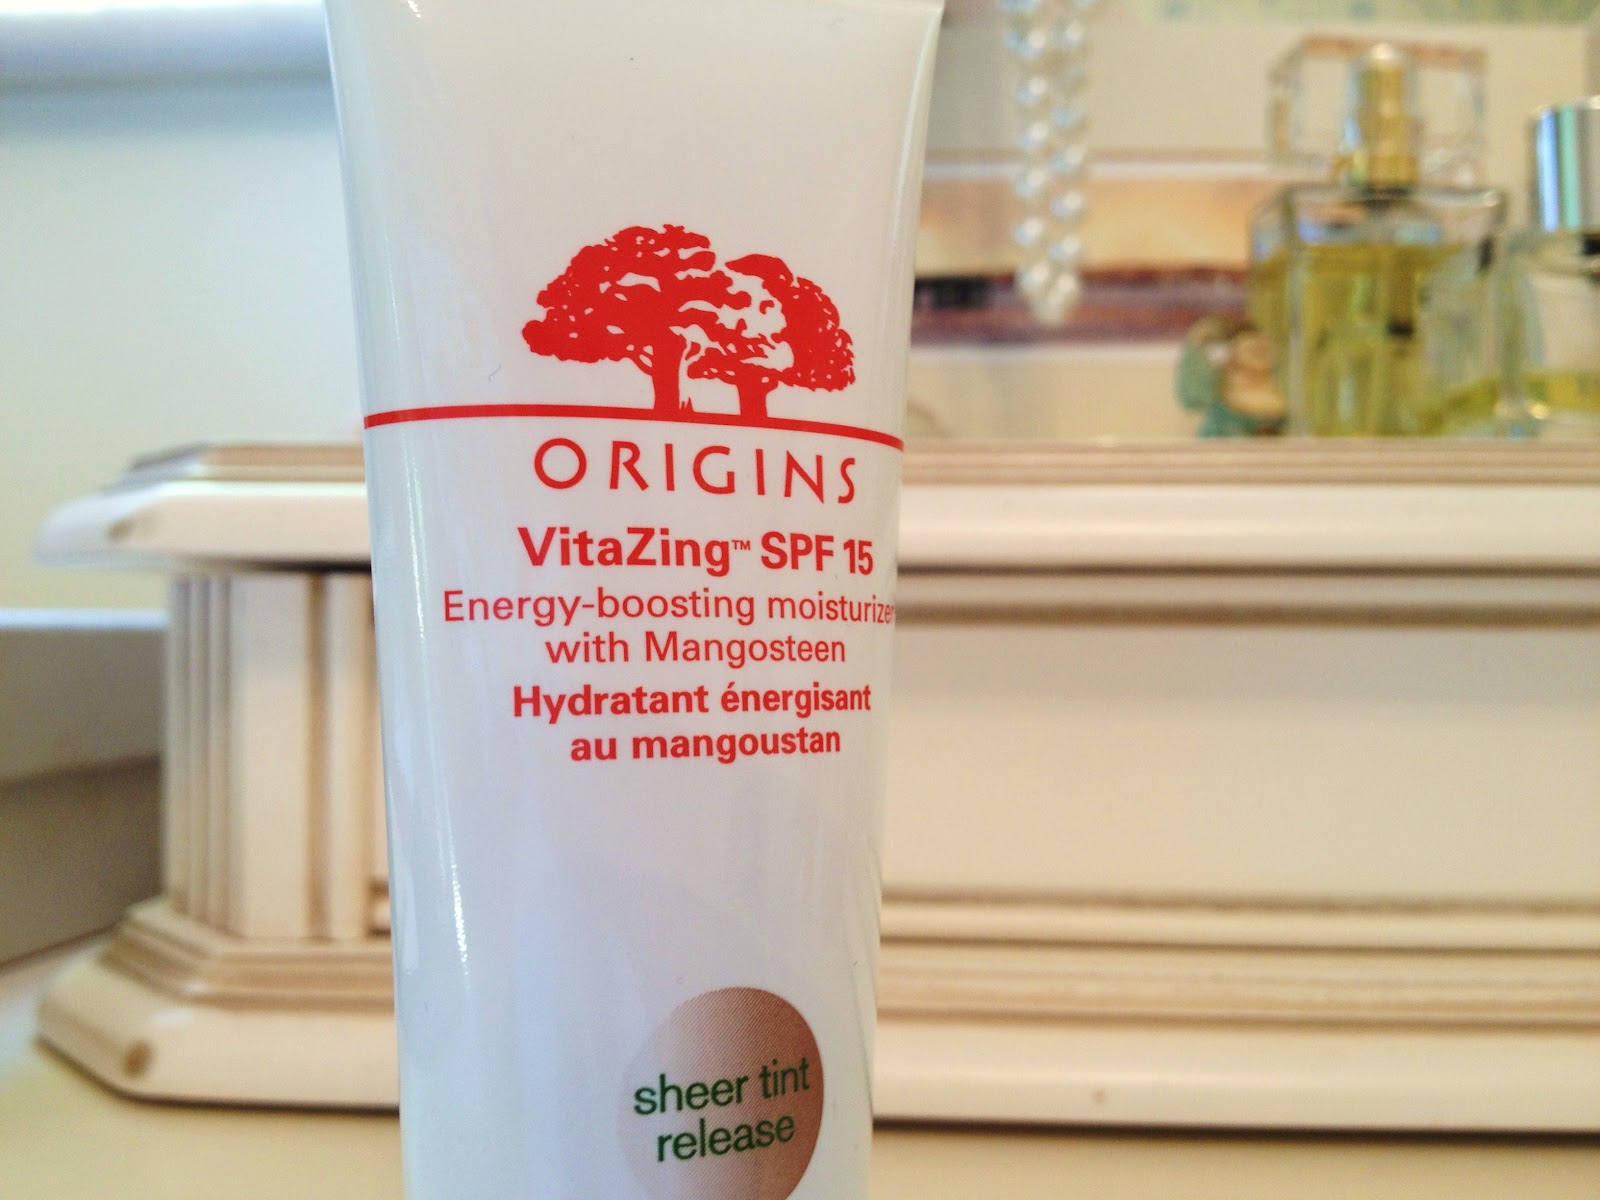 ORIGINS
VitaZing™ SPF 15
Energy-boosting moisturizer
with Mangosteen
Hydratant énergisant
au mangoustan
sheer tint
release